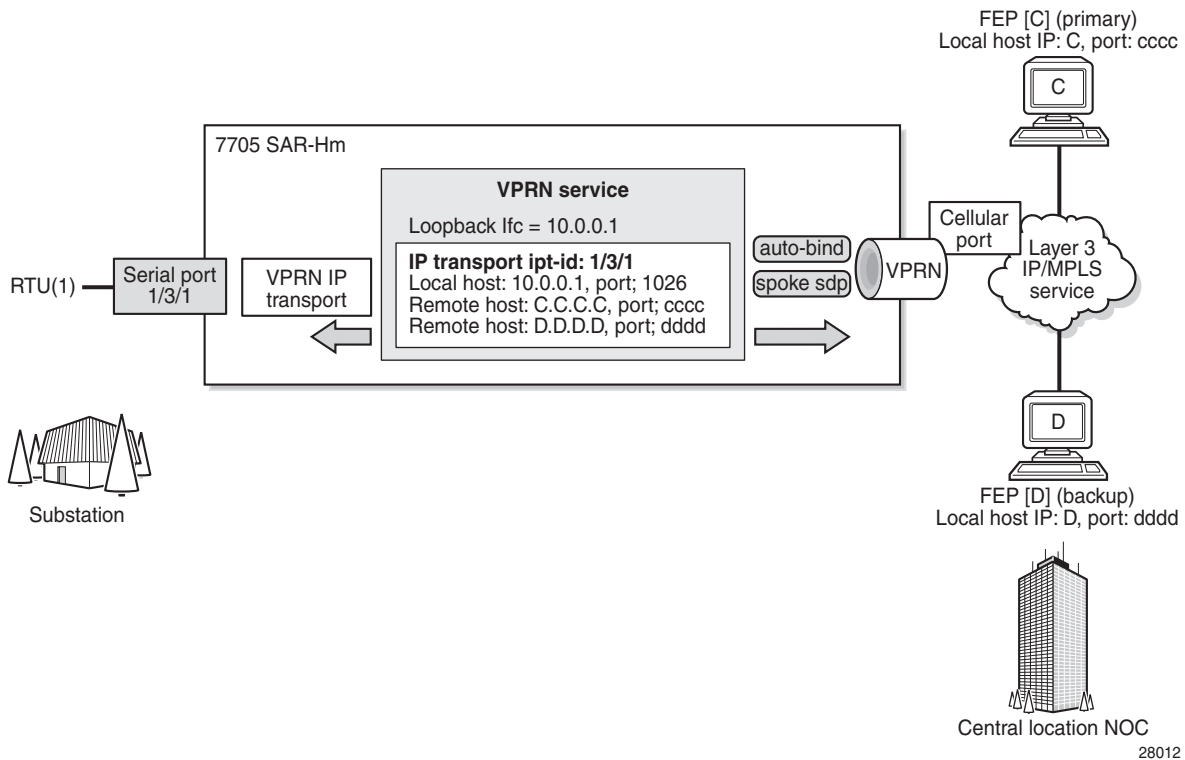 FEP [C] (primary)
Local host IP: C, port: cccc
C
7705 SAR-Hm
VPRN service
Loopback Ifc = 10.0.0.1
IP transport ipt-id: 1/3/1
Local host: 10.0.0.1, port; 1026
Remote host: C.C.C.C, port; cccc
Remote host: D.D.D.D, port; dddd
RTU(1)
Serial port
1/3/1
VPRN IP
transport
auto-bind
spoke sdp
VPRN
Cellular
port
Layer 3
IP/MPLS
service
D
FEP [D] (backup)
Local host IP: D, port: dddd
Substation
Central location NOC
28012